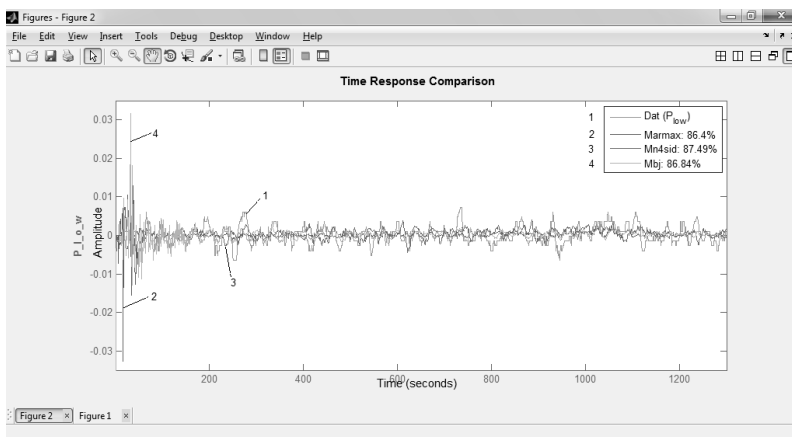 Figures - Figure 2
File Edit View Insert Tools Debug Desktop Window Help
Time Response Comparison
1 Dat (P_low)
2 Marmax: 86.4%
3 Mn4sid: 87.49%
4 Mbj: 86.84%
0.03
0.02
0.01
0
-0.01
-0.02
-0.03
P_l_o_w
Amplitude
4
1
3
2
200 400 600 800 1000 1200
Time (seconds)
Figure 2 × Figure 1 ×